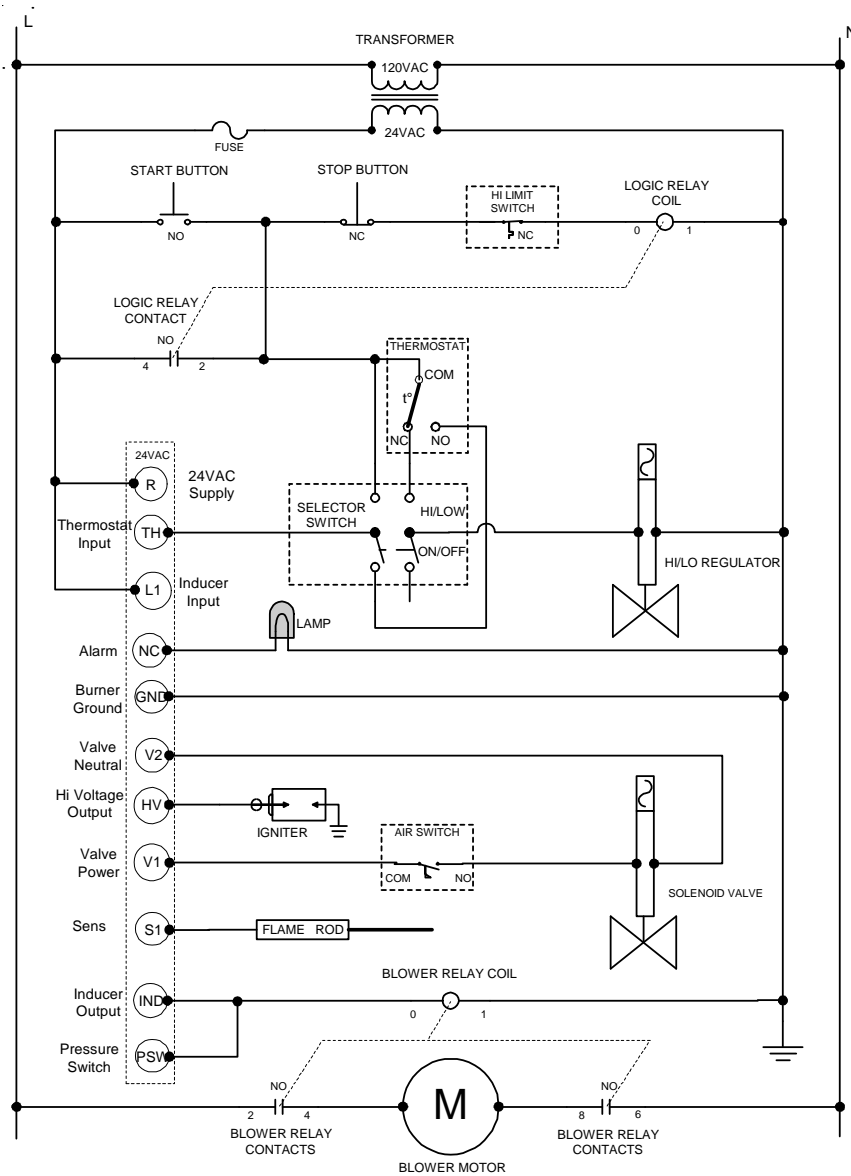 L
N
TRANSFORMER
120VAC
24VAC
FUSE
START BUTTON
NO
STOP BUTTON
NC
HI LIMIT
SWITCH
NC
LOGIC RELAY
COIL
0
1
LOGIC RELAY
CONTACT
NO
4
2
THERMOSTAT
COM
t°
NC
NO
24VAC
R
24VAC
Supply
SELECTOR
SWITCH
HI/LOW
ON/OFF
Thermostat
Input
TH
HI/LO REGULATOR
L1
Inducer
Input
LAMP
Alarm
NC
Burner
Ground
GND
Valve
Neutral
V2
Hi Voltage
Output
HV
IGNITER
AIR SWITCH
COM
NO
Valve
Power
V1
SOLENOID VALVE
Sens
S1
FLAME ROD
BLOWER RELAY COIL
0
1
Inducer
Output
IND
Pressure
Switch
PSW
NO
2
4
BLOWER RELAY
CONTACTS
M
BLOWER MOTOR
NO
8
6
BLOWER RELAY
CONTACTS